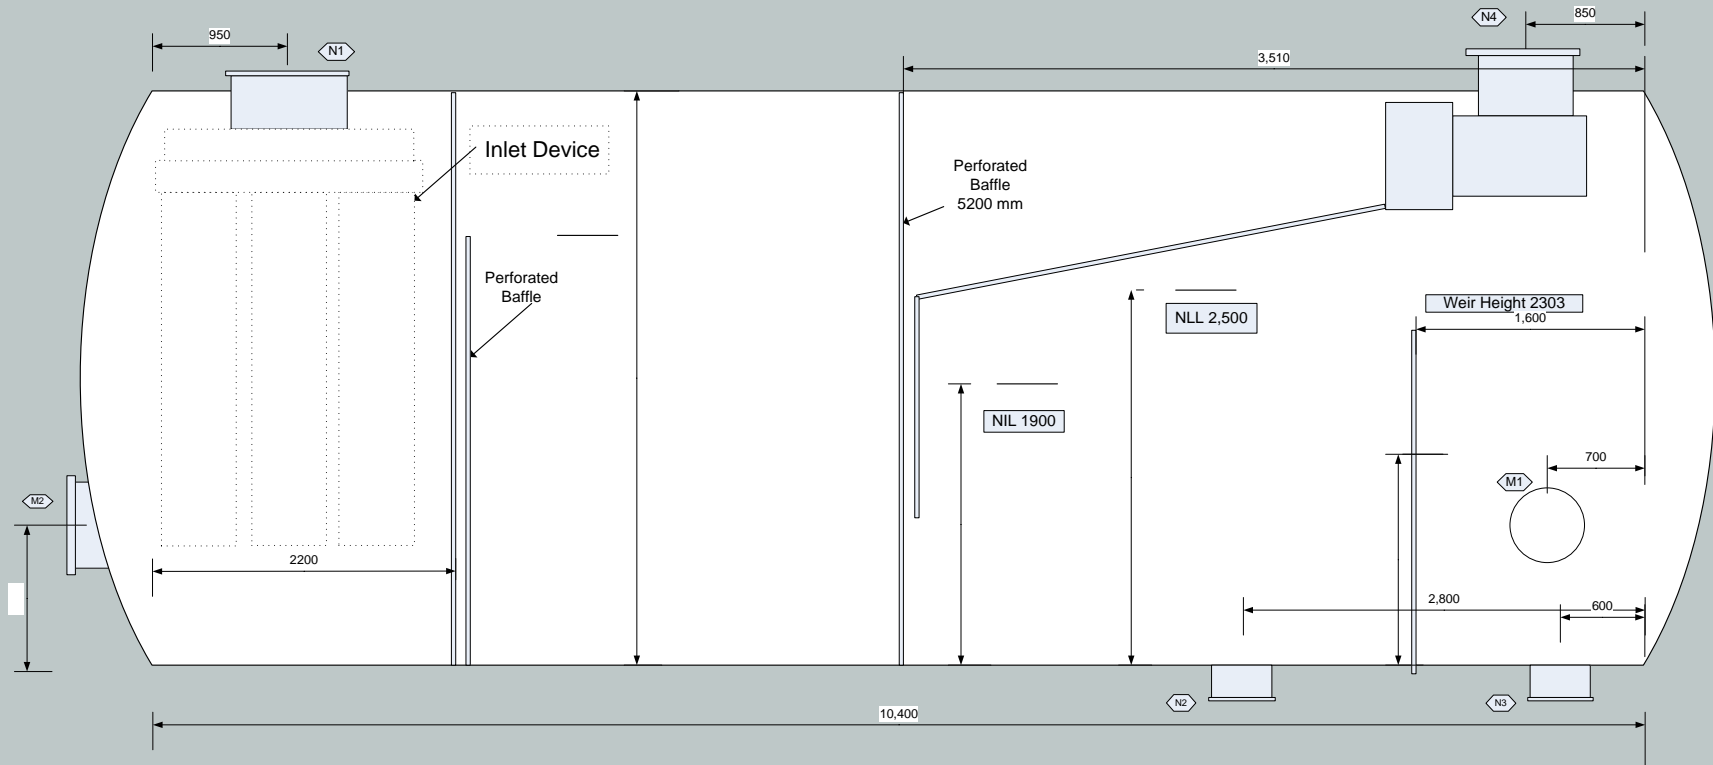 N4
850
950
N1
3,510
Inlet Device
Perforated
Baffle
5200 mm
Perforated
Baffle
Weir Height 2303
NLL 2,500
1,600
NIL 1900
700
M1
M2
2200
2,800
600
N2
N3
10,400